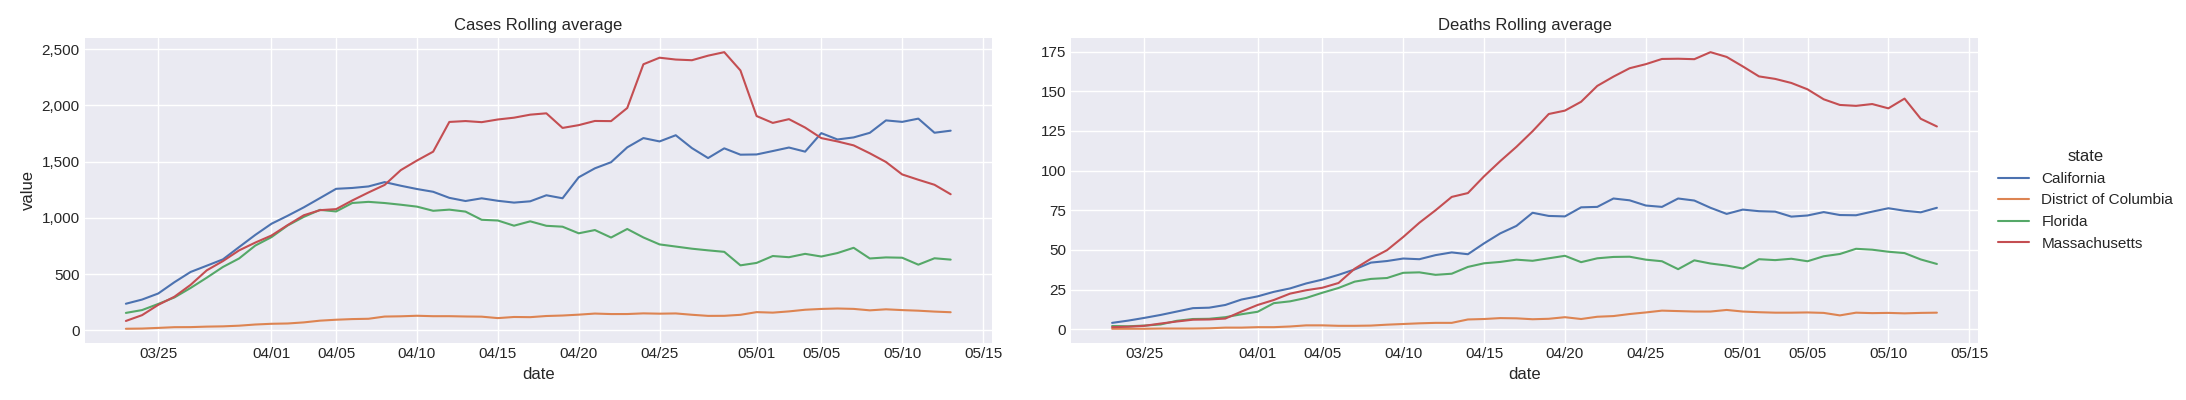 Cases Rolling average
value
2,500
2,000
1,500
1,000
500
0
03/25 04/01 04/05 04/10 04/15 04/20 04/25 05/01 05/05 05/10 05/15
date
Deaths Rolling average
175
150
125
100
75
50
25
0
03/25 04/01 04/05 04/10 04/15 04/20 04/25 05/01 05/05 05/10 05/15
date
state
California
District of Columbia
Florida
Massachusetts